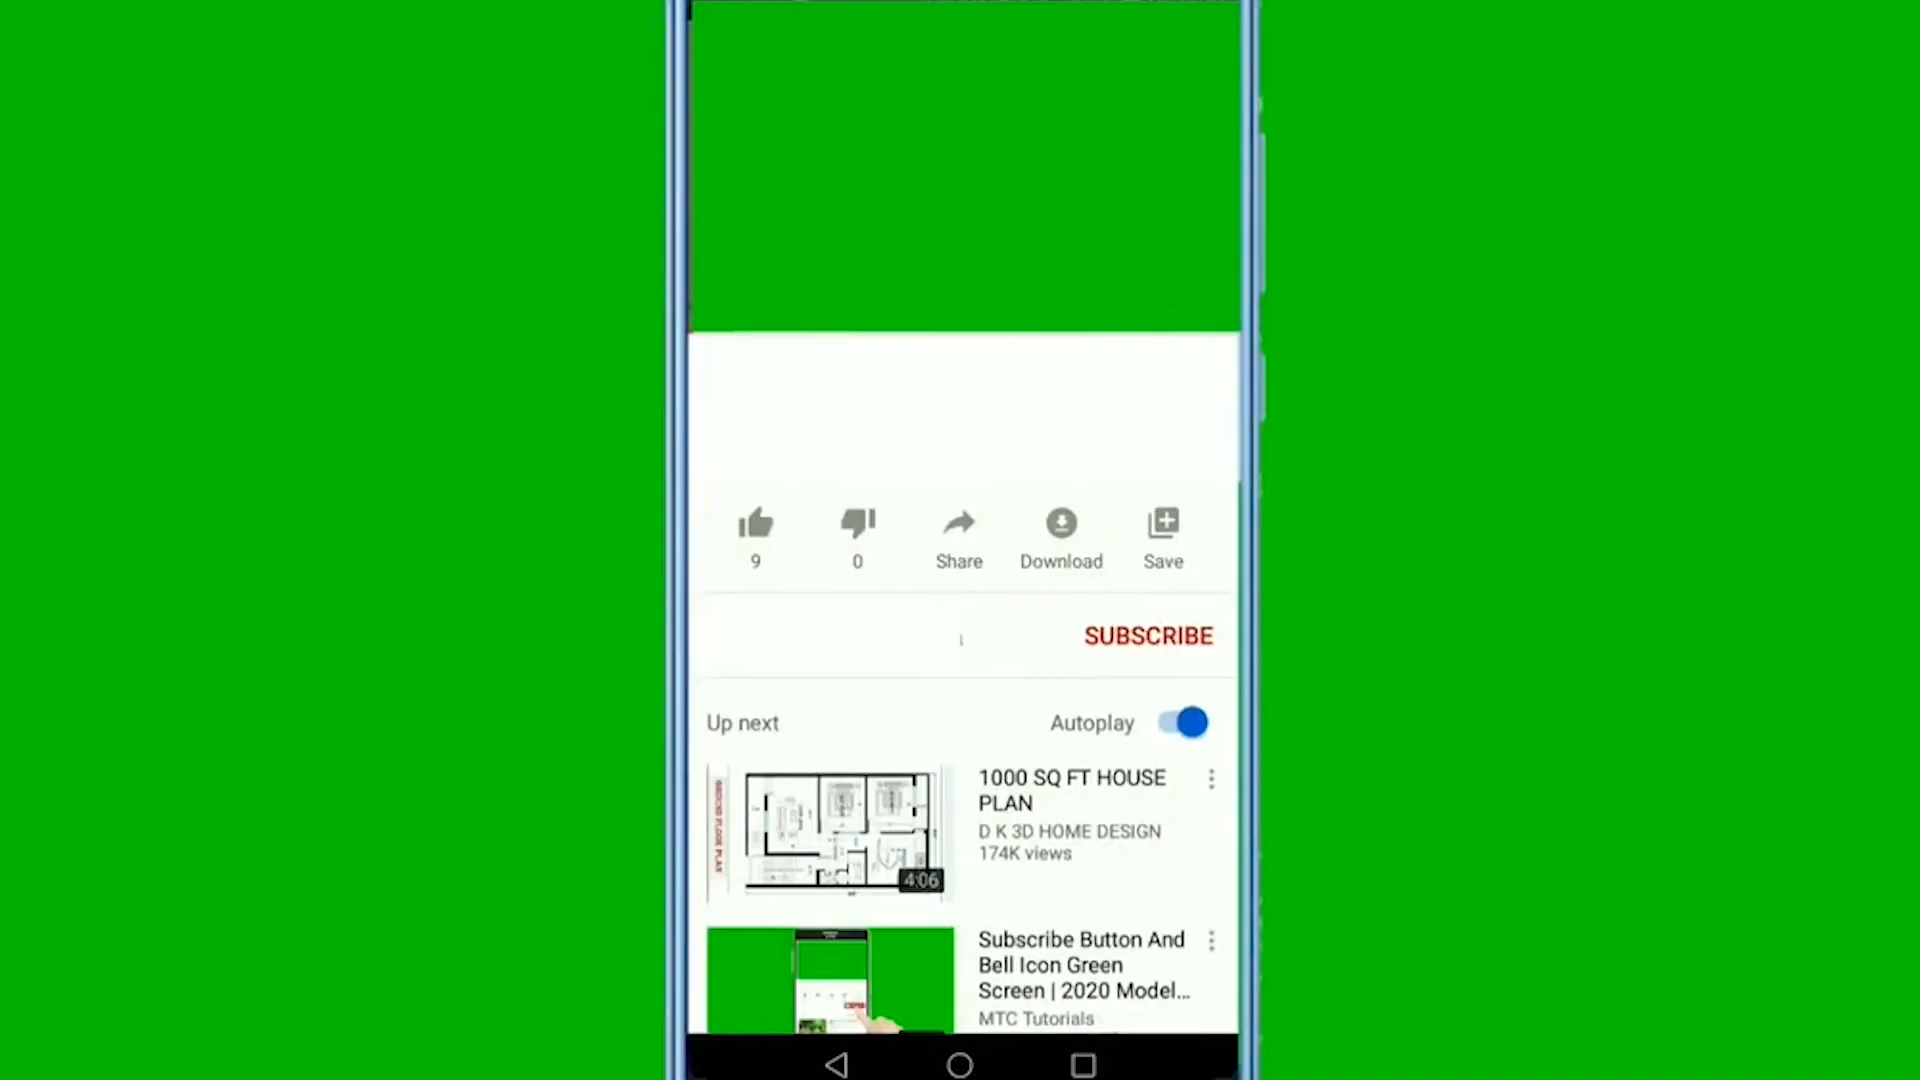 9
0
Share
Download
Save
SUBSCRIBE
Up next
Autoplay
1000 SQ FT HOUSE
PLAN
D K 3D HOME DESIGN
174K views
4:06
Subscribe Button And
Bell Icon Green
Screen | 2020 Model...
MTC Tutorials